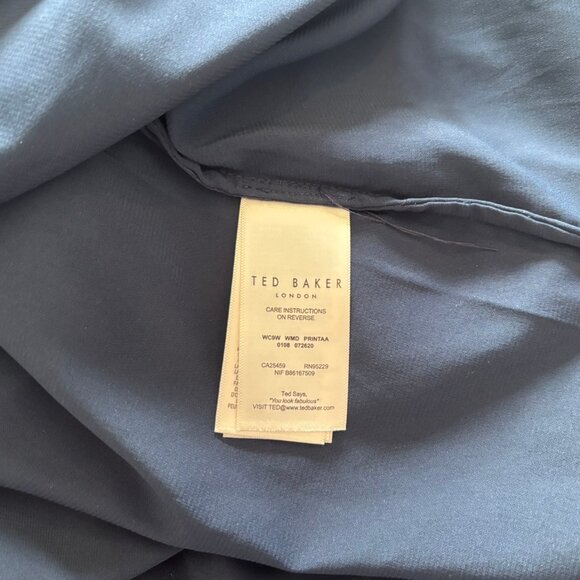 TED BAKER
LONDON
CARE INSTRUCTIONS
ON REVERSE
WC9W WMD PRINTAA
0108 072620
CA25459 RN95229
NIF B86167509
Ted Says,
"You look fabulous"
VISIT TED@www.tedbaker.com